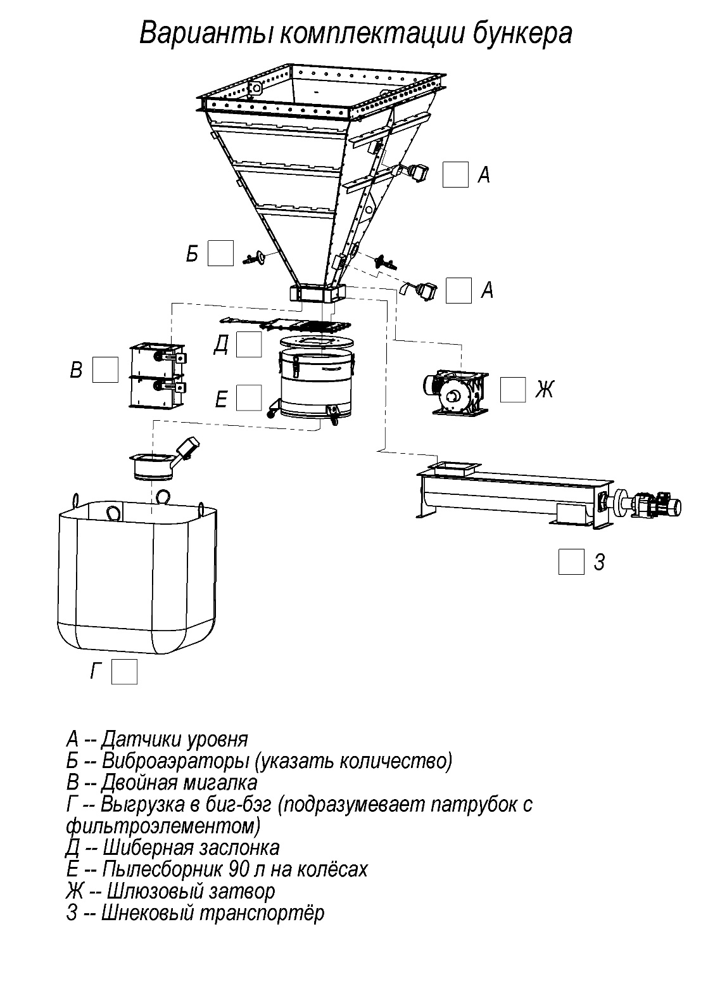 Варианты комплектации бункера
А
Б
А
Д
В
Е
Ж
З
Г
А -- Датчики уровня
Б -- Виброаэраторы (указать количество)
В -- Двойная мигалка
Г -- Выгрузка в биг-бэг (подразумевает патрубок с
фильтроэлементом)
Д -- Шиберная заслонка
Е -- Пылесборник 90 л на колёсах
Ж -- Шлюзовый затвор
З -- Шнековый транспортёр